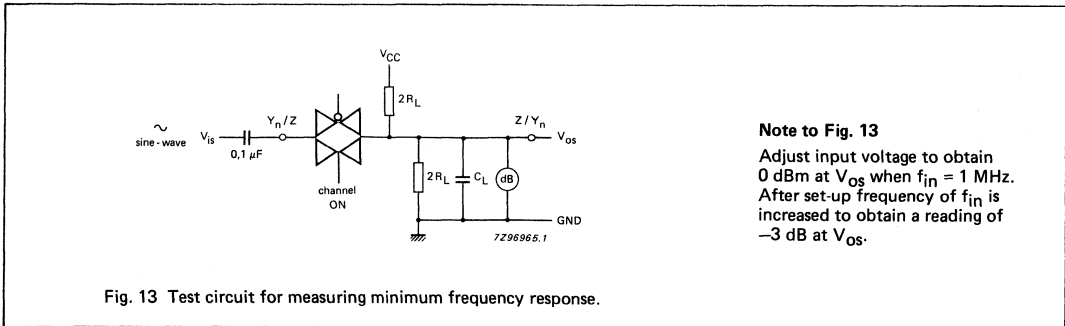 V_CC
2R_L
∿
sine-wave
V_is
0,1 µF
Y_n/Z
channel
ON
2R_L
C_L
dB
Z/Y_n
V_os
GND
7Z96965.1
Note to Fig. 13
Adjust input voltage to obtain
0 dBm at V_os when f_in = 1 MHz.
After set-up frequency of f_in is
increased to obtain a reading of
−3 dB at V_os.
Fig. 13 Test circuit for measuring minimum frequency response.